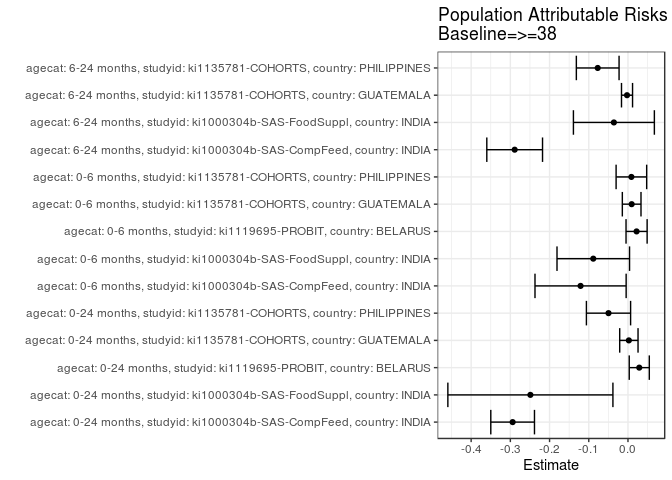 Population Attributable Risks
Baseline=>=38
agecat: 6-24 months, studyid: ki1135781-COHORTS, country: PHILIPPINES
agecat: 6-24 months, studyid: ki1135781-COHORTS, country: GUATEMALA
agecat: 6-24 months, studyid: ki1000304b-SAS-FoodSuppl, country: INDIA
agecat: 6-24 months, studyid: ki1000304b-SAS-CompFeed, country: INDIA
agecat: 0-6 months, studyid: ki1135781-COHORTS, country: PHILIPPINES
agecat: 0-6 months, studyid: ki1135781-COHORTS, country: GUATEMALA
agecat: 0-6 months, studyid: ki1119695-PROBIT, country: BELARUS
agecat: 0-6 months, studyid: ki1000304b-SAS-FoodSuppl, country: INDIA
agecat: 0-6 months, studyid: ki1000304b-SAS-CompFeed, country: INDIA
agecat: 0-24 months, studyid: ki1135781-COHORTS, country: PHILIPPINES
agecat: 0-24 months, studyid: ki1135781-COHORTS, country: GUATEMALA
agecat: 0-24 months, studyid: ki1119695-PROBIT, country: BELARUS
agecat: 0-24 months, studyid: ki1000304b-SAS-FoodSuppl, country: INDIA
agecat: 0-24 months, studyid: ki1000304b-SAS-CompFeed, country: INDIA
-0.4 -0.3 -0.2 -0.1 0.0
Estimate